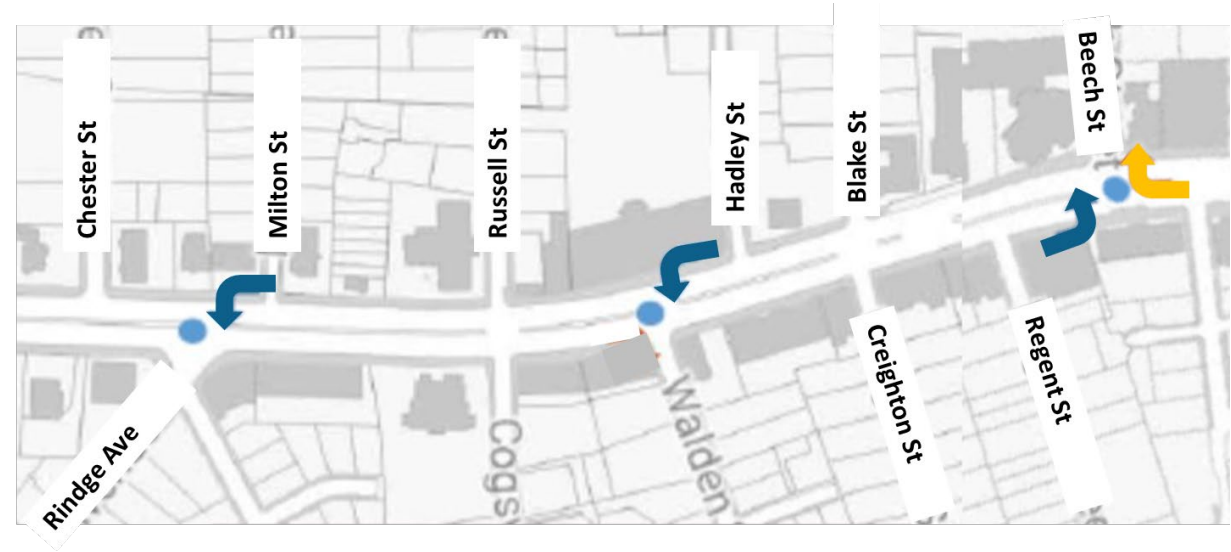 Chester St
Milton St
Russell St
Hadley St
Blake St
Beech St
Rindge Ave
Cogs
Walden
Creighton St
Regent St